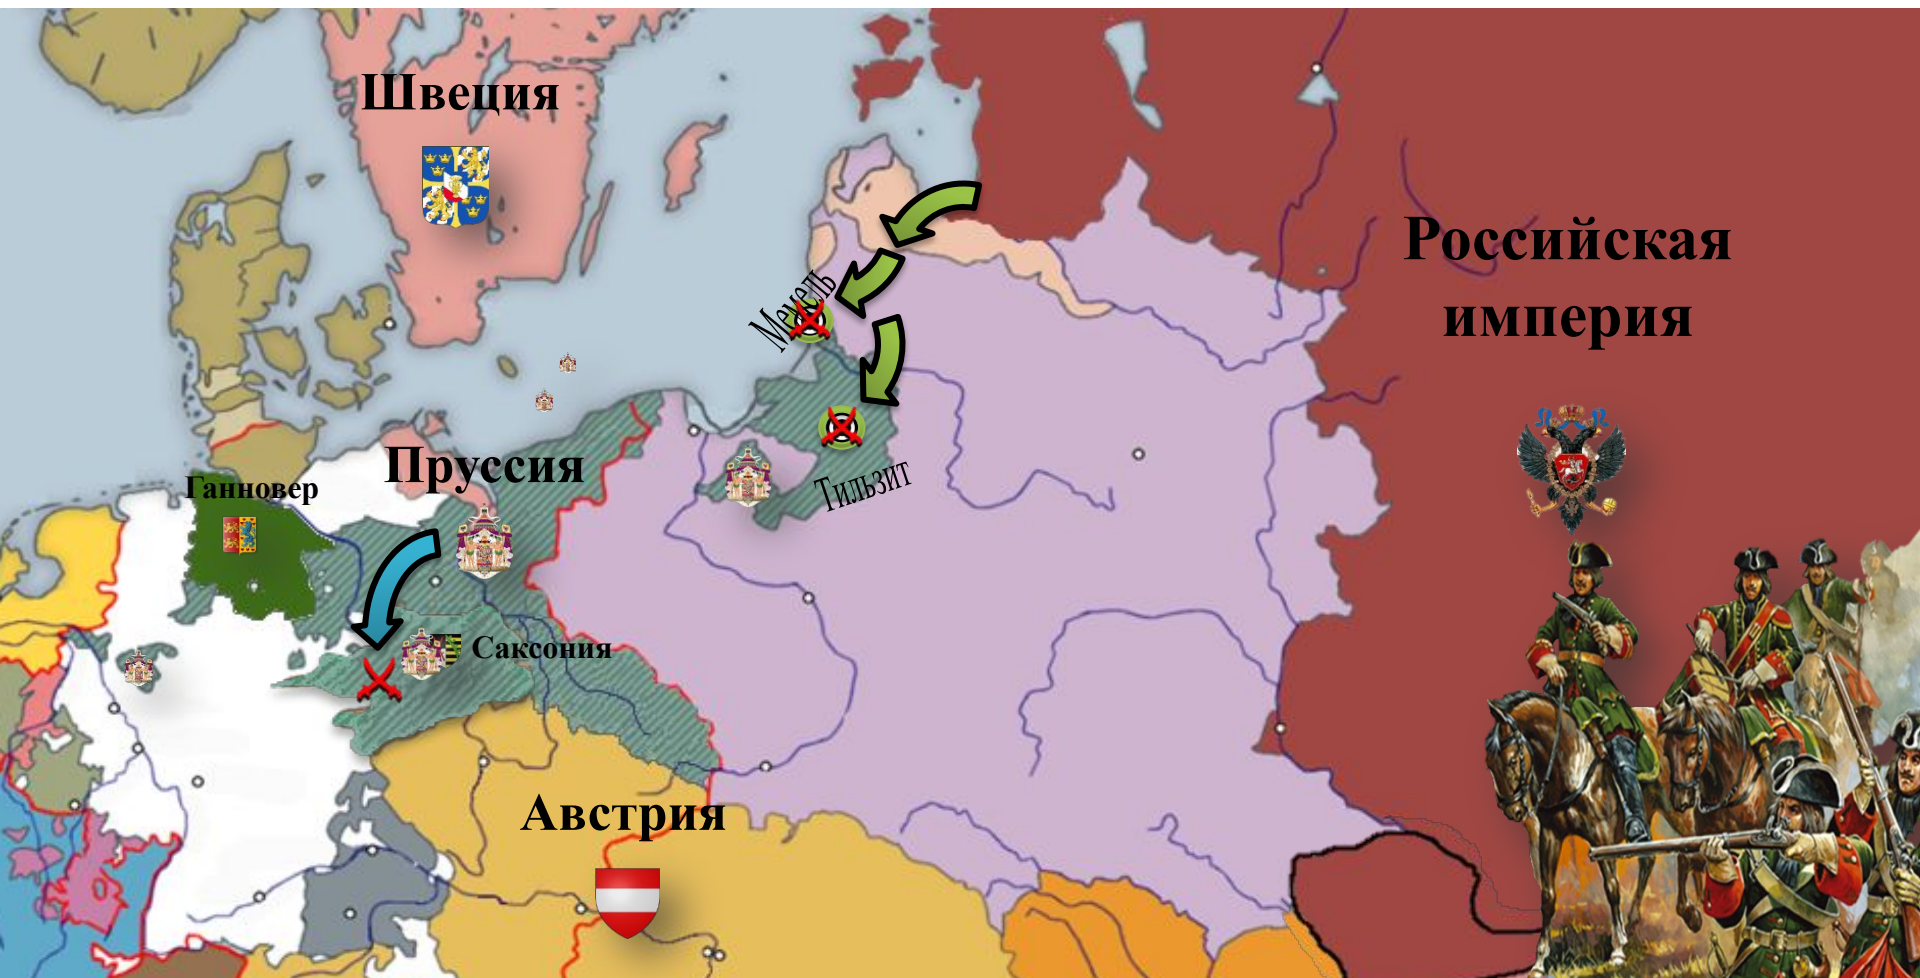 Швеция
Российская
империя
Мемель
Пруссия
Ганновер
Тильзит
Саксония
Австрия